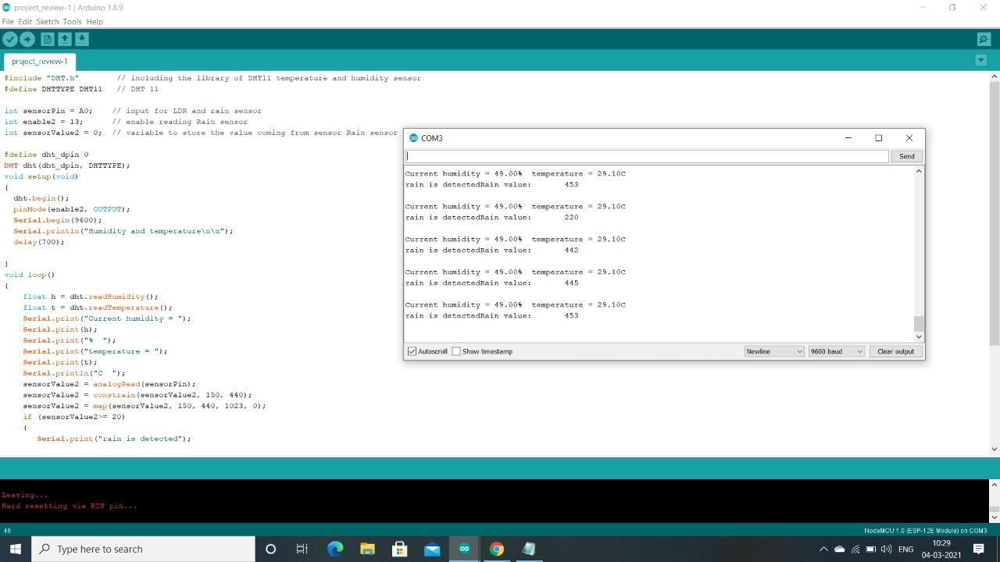 project_review-1 | Arduino 1.8.9
File Edit Sketch Tools Help
project_review-1
#include "DHT.h"        // including the library of DHT11 temperature and humidity sensor
#define DHTTYPE DHT11   // DHT 11
int sensorPin = A0;    // input for LDR and rain sensor
int enable2 = 13;      // enable reading Rain sensor
int sensorValue2 = 0;  // variable to store the value coming from sensor Rain sensor
#define dht_dpin 0
DHT dht(dht_dpin, DHTTYPE);
void setup(void)
{
  dht.begin();
  pinMode(enable2, OUTPUT);
  Serial.begin(9600);
  Serial.println("Humidity and temperature\n\n");
  delay(700);
}
void loop()
{
    float h = dht.readHumidity();
    float t = dht.readTemperature();
    Serial.print("Current humidity = ");
    Serial.print(h);
    Serial.print("%  ");
    Serial.print("temperature = ");
    Serial.print(t);
    Serial.println("C  ");
    sensorValue2 = analogRead(sensorPin);
    sensorValue2 = constrain(sensorValue2, 150, 440);
    sensorValue2 = map(sensorValue2, 150, 440, 1023, 0);
    if (sensorValue2>= 20)
    {
       Serial.print("rain is detected");
COM3
Send
Current humidity = 49.00%  temperature = 29.10C
rain is detectedRain value:       453
Current humidity = 49.00%  temperature = 29.10C
rain is detectedRain value:       220
Current humidity = 49.00%  temperature = 29.10C
rain is detectedRain value:       442
Current humidity = 49.00%  temperature = 29.10C
rain is detectedRain value:       445
Current humidity = 49.00%  temperature = 29.10C
rain is detectedRain value:       453
Autoscroll Show timestamp Newline 9600 baud Clear output
Leaving...
Hard resetting via RTS pin...
48 NodeMCU 1.0 (ESP-12E Module) on COM3
Type here to search ENG 10:29
04-03-2021